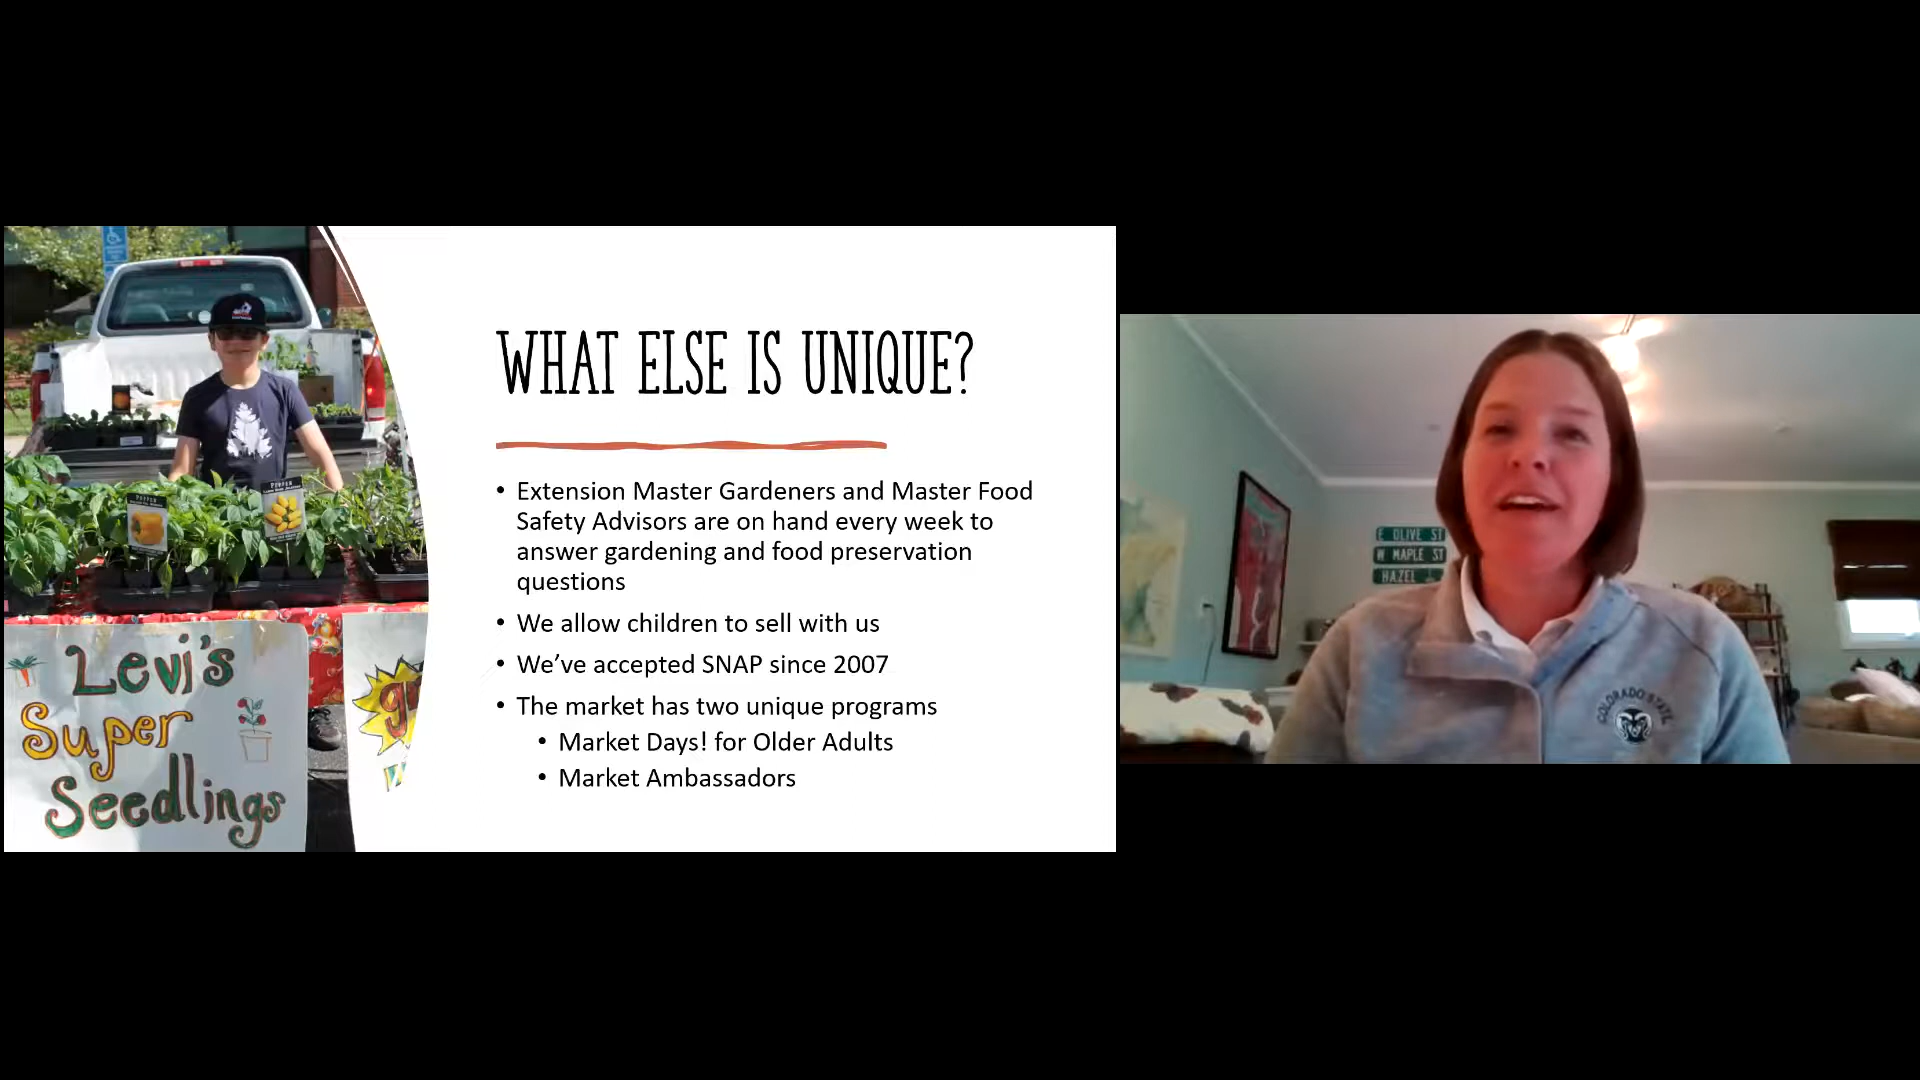 WHAT ELSE IS UNIQUE?
• Extension Master Gardeners and Master Food
Safety Advisors are on hand every week to
answer gardening and food preservation
questions
• We allow children to sell with us
• We've accepted SNAP since 2007
• The market has two unique programs
• Market Days! for Older Adults
• Market Ambassadors
PEPPER
PEPPER
Levi's
Super
Seedlings
E OLIVE ST
W MAPLE ST
HAZEL
COLORADO STATE